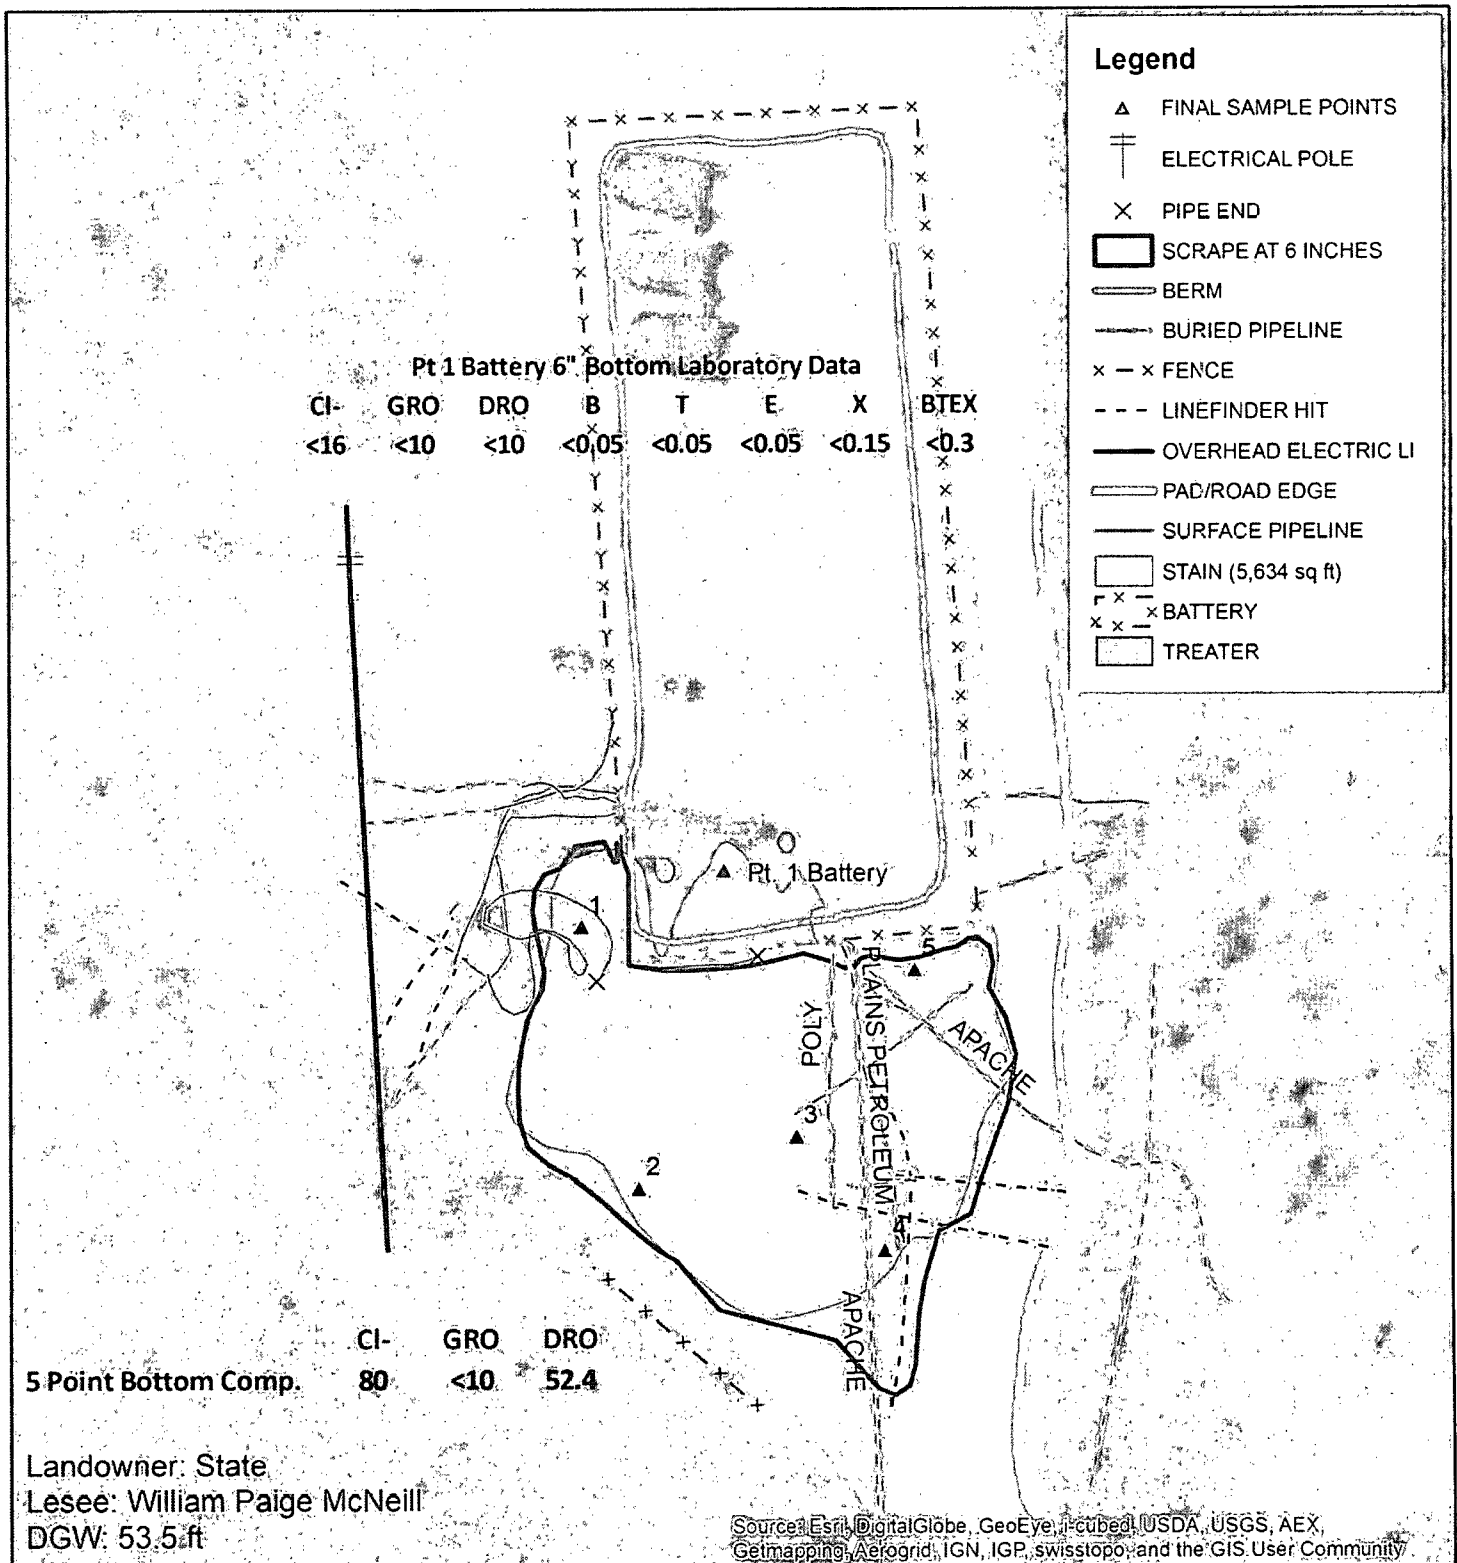 Legend
FINAL SAMPLE POINTS
ELECTRICAL POLE
PIPE END
SCRAPE AT 6 INCHES
BERM
BURIED PIPELINE
FENCE
LINEFINDER HIT
OVERHEAD ELECTRIC LI
PAD/ROAD EDGE
SURFACE PIPELINE
STAIN (5,634 sq ft)
BATTERY
TREATER
Pt 1 Battery 6" Bottom Laboratory Data
Cl- GRO DRO B T E X BTEX
<16 <10 <10 <0.05 <0.05 <0.05 <0.15 <0.3
Pt. 1 Battery
1
5
PLAINS PETROLEUM
POLY
APACHE
3
2
4
APACHE
Cl- GRO DRO
5 Point Bottom Comp. 80 <10 52.4
Landowner: State
Lesee: William Paige McNeill
DGW: 53.5 ft
Source: Esri, DigitalGlobe, GeoEye, i-cubed, USDA, USGS, AEX,
Getmapping, Aerogrid, IGN, IGP, swisstopo, and the GIS User Community